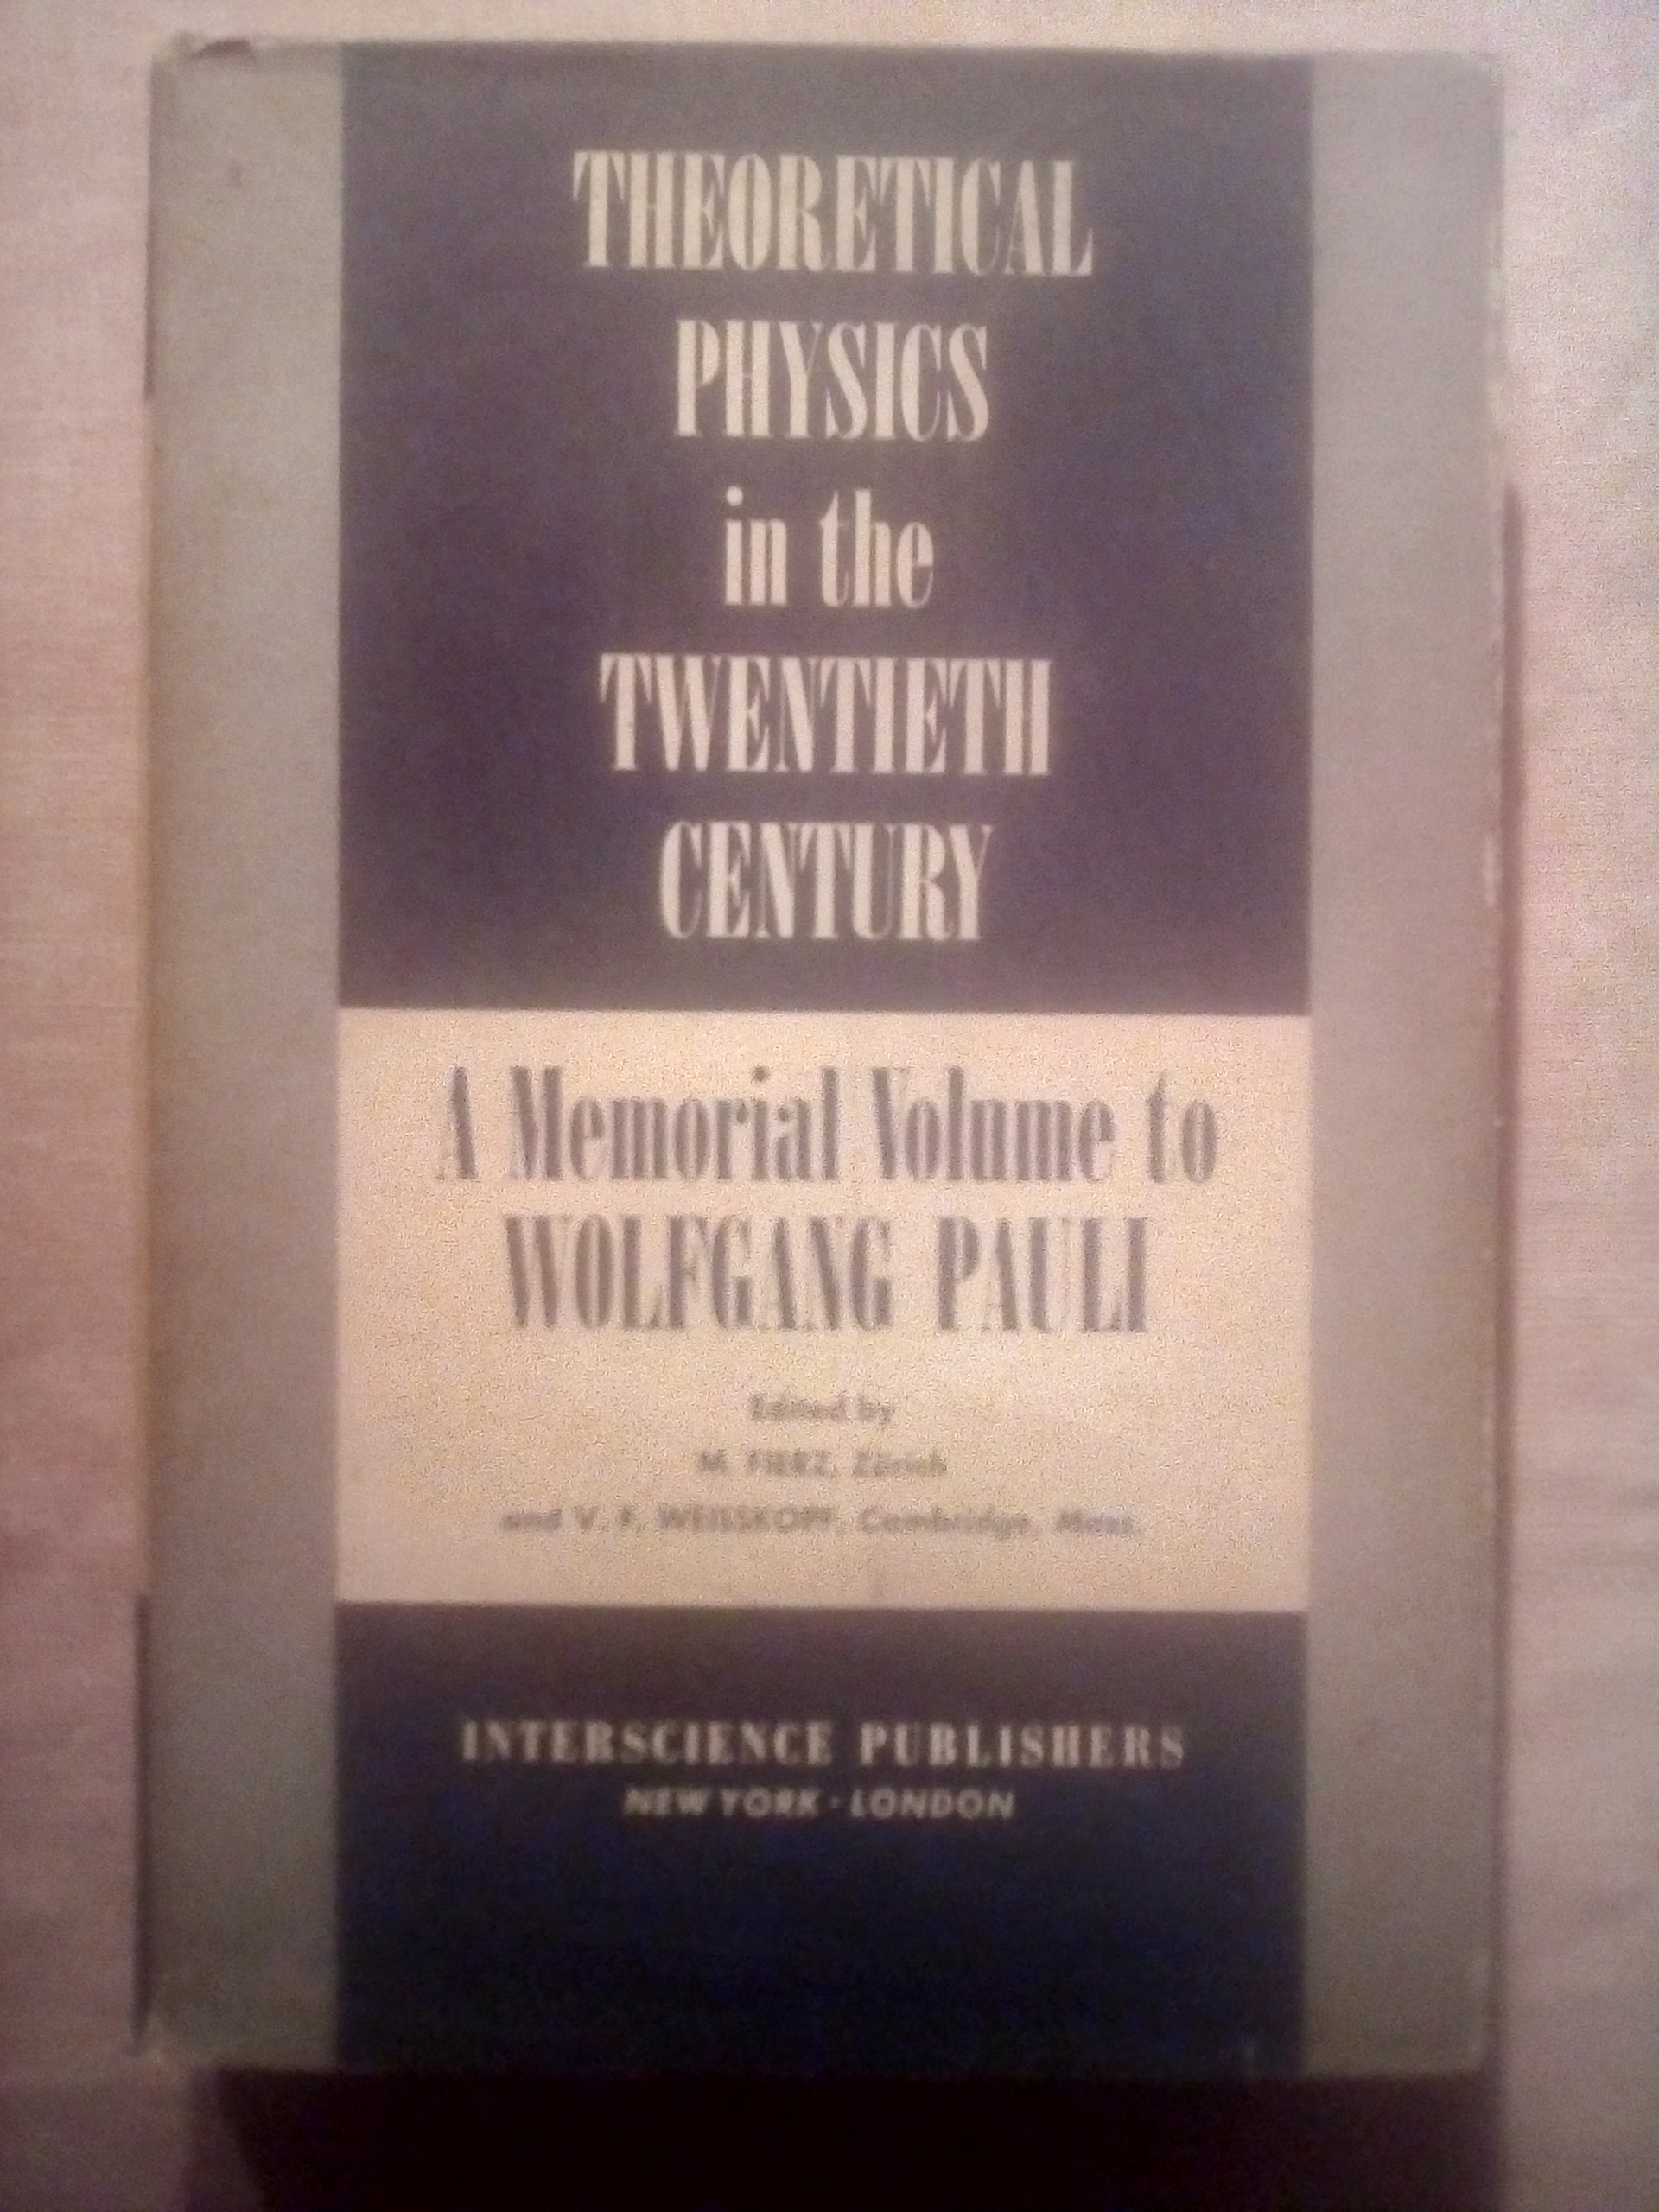 THEORETICAL
PHYSICS
in the
TWENTIETH
CENTURY
A Memorial Volume to
WOLFGANG PAULI
Edited by
M. FIERZ, Zürich
and V. F. WEISSKOPF, Cambridge, Mass.
INTERSCIENCE PUBLISHERS
NEW YORK · LONDON